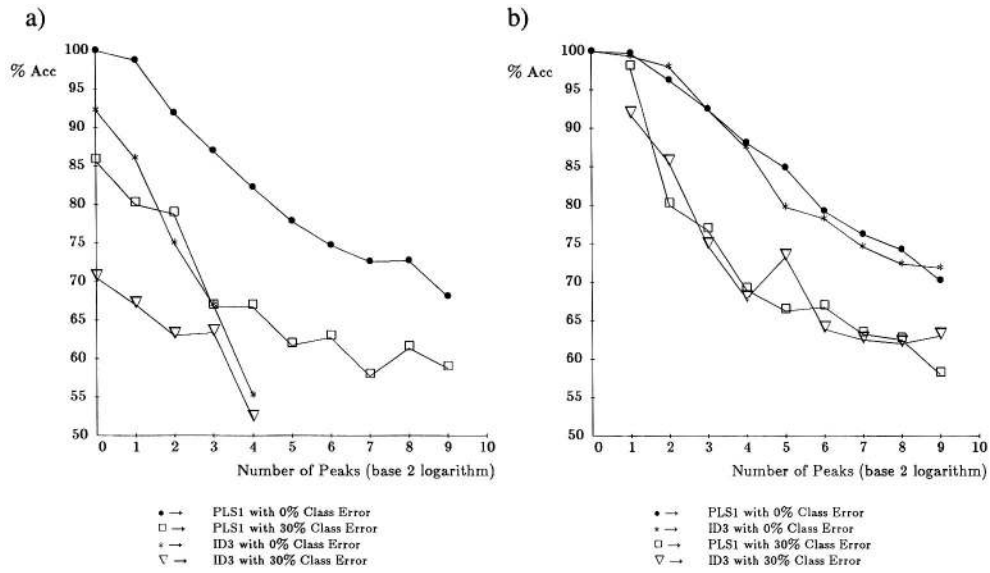 a)
100
% Acc
95
90
85
80
75
70
65
60
55
50
0 1 2 3 4 5 6 7 8 9 10
Number of Peaks (base 2 logarithm)
● → PLS1 with 0% Class Error
□ → PLS1 with 30% Class Error
* → ID3 with 0% Class Error
▽ → ID3 with 30% Class Error
b)
100
% Acc
95
90
85
80
75
70
65
60
55
50
0 1 2 3 4 5 6 7 8 9 10
Number of Peaks (base 2 logarithm)
● → PLS1 with 0% Class Error
* → ID3 with 0% Class Error
□ → PLS1 with 30% Class Error
▽ → ID3 with 30% Class Error